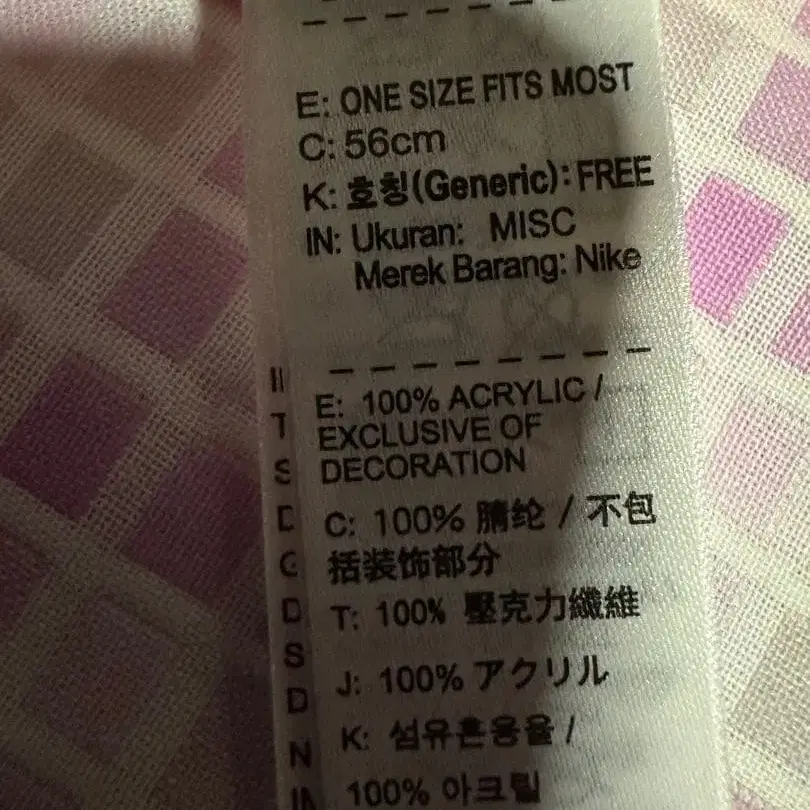 E: ONE SIZE FITS MOST
C: 56cm
K: 호칭(Generic): FREE
IN: Ukuran: MISC
Merek Barang: Nike
E: 100% ACRYLIC /
EXCLUSIVE OF
DECORATION
C: 100% 腈纶 / 不包
括装饰部分
T: 100% 壓克力纖維
J: 100% アクリル
K: 섬유혼용율 /
100% 아크릴
T
S
D
G
D
S
D
N
IN